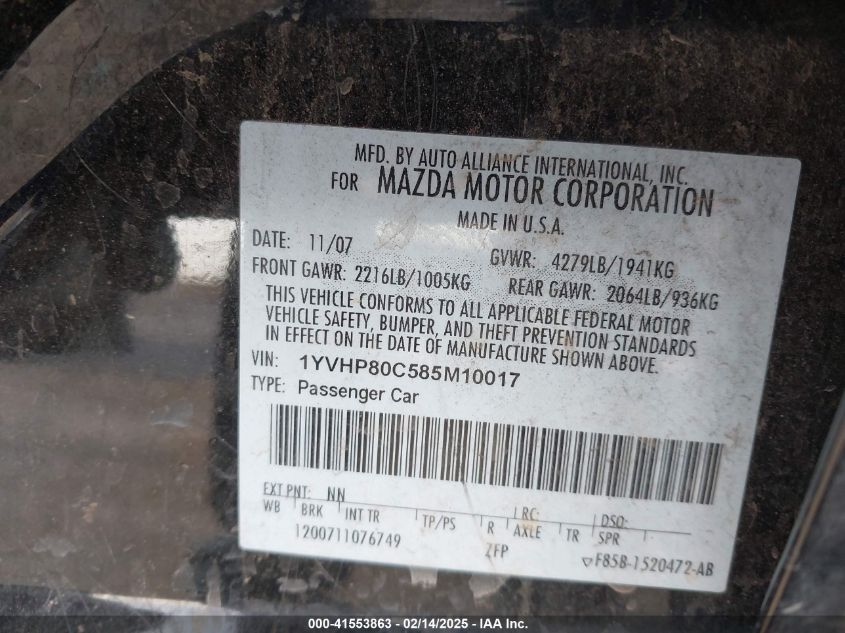 MFD. BY AUTO ALLIANCE INTERNATIONAL, INC.
FOR MAZDA MOTOR CORPORATION
MADE IN U.S.A.
DATE: 11/07 GVWR: 4279LB/1941KG
FRONT GAWR: 2216LB/1005KG REAR GAWR: 2064LB/936KG
THIS VEHICLE CONFORMS TO ALL APPLICABLE FEDERAL MOTOR
VEHICLE SAFETY, BUMPER, AND THEFT PREVENTION STANDARDS
IN EFFECT ON THE DATE OF MANUFACTURE SHOWN ABOVE.
VIN: 1YVHP80C585M10017
TYPE: Passenger Car
EXT PNT: NN LRC: DSO:
WB BRK INT TR TP/PS R AXLE TR SPR
1200711076749 ZFP ▽F85B-1520472-AB
000-41553863 - 02/14/2025 - IAA Inc.